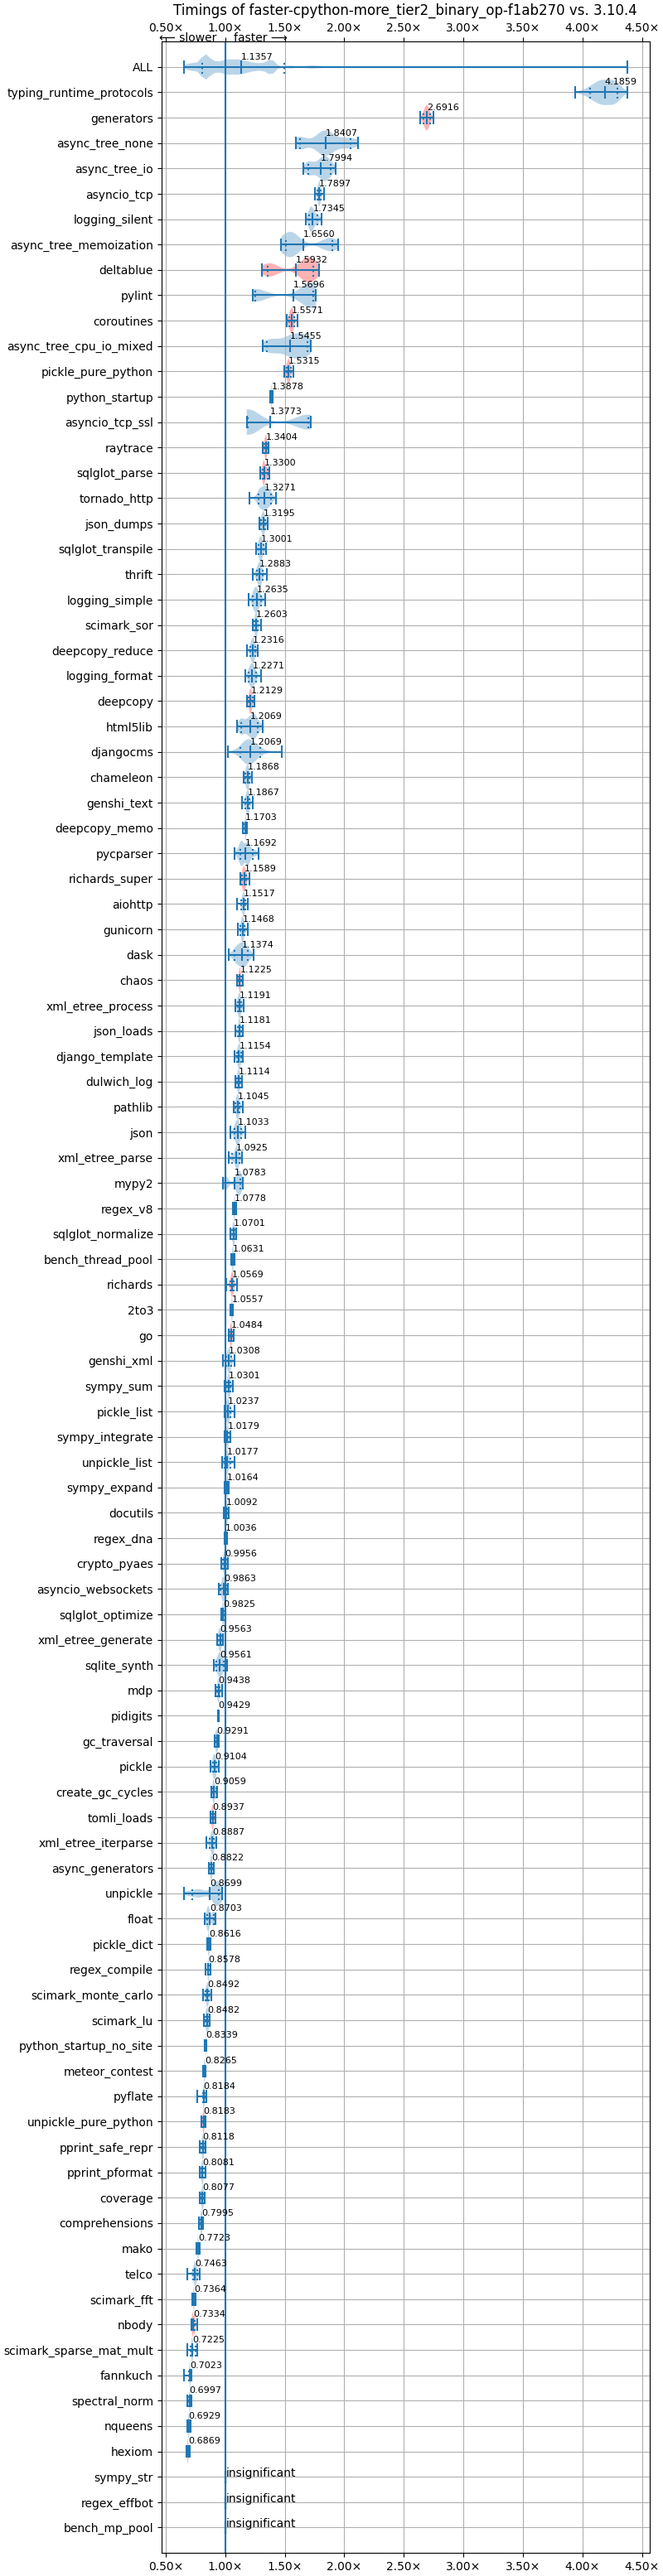 Timings of faster-cpython-more_tier2_binary_op-f1ab270 vs. 3.10.4
0.50× 1.00× 1.50× 2.00× 2.50× 3.00× 3.50× 4.00× 4.50×
⟵ slower faster ⟶
ALL 1.1357
typing_runtime_protocols 4.1859
generators 2.6916
async_tree_none 1.8407
async_tree_io 1.7994
asyncio_tcp 1.7897
logging_silent 1.7345
async_tree_memoization 1.6560
deltablue 1.5932
pylint 1.5696
coroutines 1.5571
async_tree_cpu_io_mixed 1.5455
pickle_pure_python 1.5315
python_startup 1.3878
asyncio_tcp_ssl 1.3773
raytrace 1.3404
sqlglot_parse 1.3300
tornado_http 1.3271
json_dumps 1.3195
sqlglot_transpile 1.3001
thrift 1.2883
logging_simple 1.2635
scimark_sor 1.2603
deepcopy_reduce 1.2316
logging_format 1.2271
deepcopy 1.2129
html5lib 1.2069
djangocms 1.2069
chameleon 1.1868
genshi_text 1.1867
deepcopy_memo 1.1703
pycparser 1.1692
richards_super 1.1589
aiohttp 1.1517
gunicorn 1.1468
dask 1.1374
chaos 1.1225
xml_etree_process 1.1191
json_loads 1.1181
django_template 1.1154
dulwich_log 1.1114
pathlib 1.1045
json 1.1033
xml_etree_parse 1.0925
mypy2 1.0783
regex_v8 1.0778
sqlglot_normalize 1.0701
bench_thread_pool 1.0631
richards 1.0569
2to3 1.0557
go 1.0484
genshi_xml 1.0308
sympy_sum 1.0301
pickle_list 1.0237
sympy_integrate 1.0179
unpickle_list 1.0177
sympy_expand 1.0164
docutils 1.0092
regex_dna 1.0036
crypto_pyaes 0.9956
asyncio_websockets 0.9863
sqlglot_optimize 0.9825
xml_etree_generate 0.9563
sqlite_synth 0.9561
mdp 0.9438
pidigits 0.9429
gc_traversal 0.9291
pickle 0.9104
create_gc_cycles 0.9059
tomli_loads 0.8937
xml_etree_iterparse 0.8887
async_generators 0.8822
unpickle 0.8699
float 0.8703
pickle_dict 0.8616
regex_compile 0.8578
scimark_monte_carlo 0.8492
scimark_lu 0.8482
python_startup_no_site 0.8339
meteor_contest 0.8265
pyflate 0.8184
unpickle_pure_python 0.8183
pprint_safe_repr 0.8118
pprint_pformat 0.8081
coverage 0.8077
comprehensions 0.7995
mako 0.7723
telco 0.7463
scimark_fft 0.7364
nbody 0.7334
scimark_sparse_mat_mult 0.7225
fannkuch 0.7023
spectral_norm 0.6997
nqueens 0.6929
hexiom 0.6869
sympy_str insignificant
regex_effbot insignificant
bench_mp_pool insignificant
0.50× 1.00× 1.50× 2.00× 2.50× 3.00× 3.50× 4.00× 4.50×